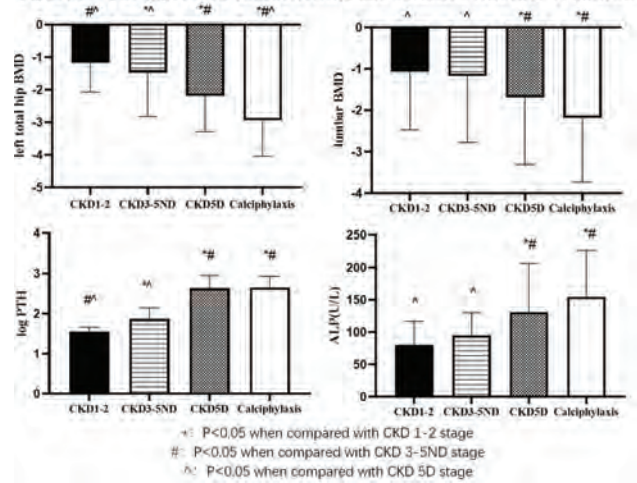 #^ *^ *# *#^
0
-1
-2
-3
-4
-5
left total hip BMD
CKD1-2 CKD3-5ND CKD5D Calciphylaxis
^ ^ *# *#
0
-1
-2
-3
-4
lumbar BMD
CKD1-2 CKD3-5ND CKD5D Calciphylaxis
#^ *^ *# *#
4
3
2
1
0
log PTH
CKD1-2 CKD3-5ND CKD5D Calciphylaxis
^ ^ *# *#
250
200
150
100
50
0
ALP(U/L)
CKD1-2 CKD3-5ND CKD5D Calciphylaxis
*: P<0.05 when compared with CKD 1-2 stage
#: P<0.05 when compared with CKD 3-5ND stage
^: P<0.05 when compared with CKD 5D stage